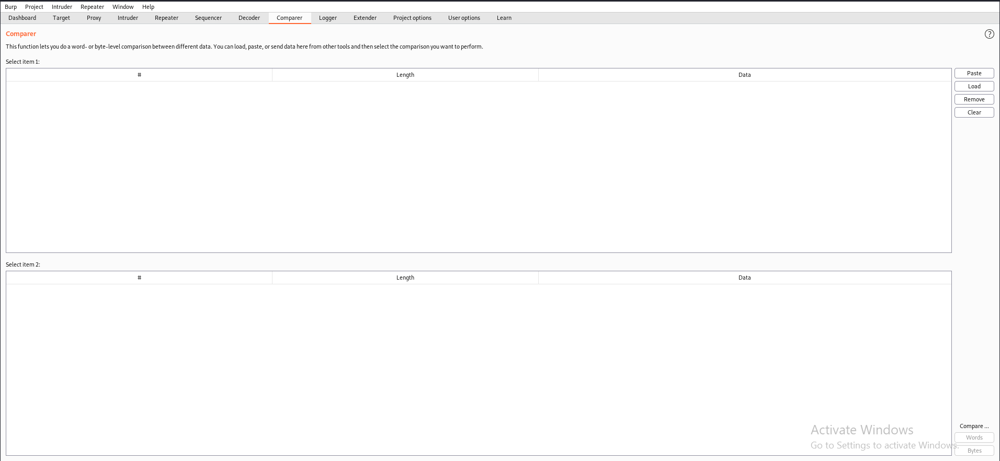 Burp Project Intruder Repeater Window Help
Dashboard Target Proxy Intruder Repeater Sequencer Decoder Comparer Logger Extender Project options User options Learn
Comparer
?
This function lets you do a word- or byte-level comparison between different data. You can load, paste, or send data here from other tools and then select the comparison you want to perform.
Select item 1:
# Length Data
Paste
Load
Remove
Clear
Select item 2:
# Length Data
Compare ...
Words
Bytes
Activate Windows
Go to Settings to activate Windows.